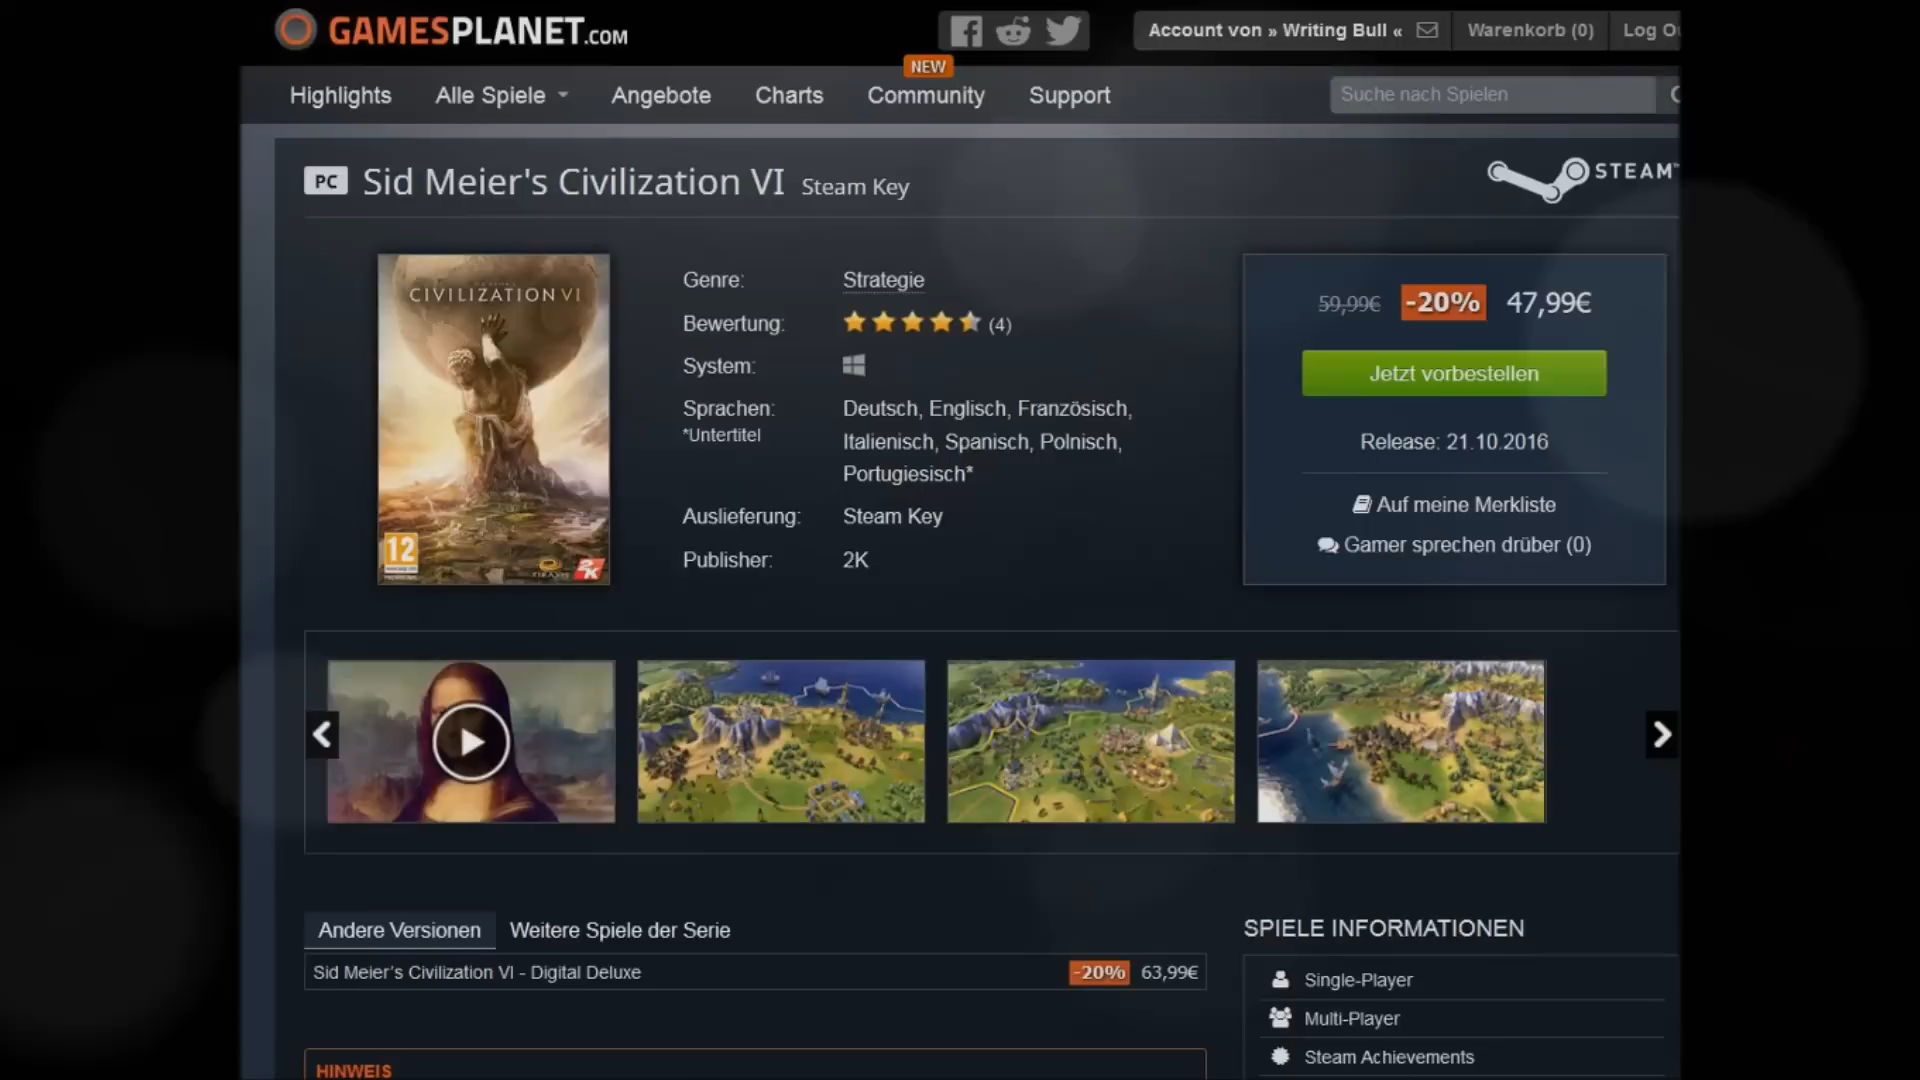 GAMESPLANET.COM
Account von » Writing Bull «
Warenkorb (0)
Log
NEW
Highlights
Alle Spiele
Angebote
Charts
Community
Support
Suche nach Spielen
PC
Sid Meier's Civilization VI Steam Key
STEAM™
CIVILIZATION VI
12
2K
Genre: Strategie
Bewertung: (4)
System:
Sprachen: Deutsch, Englisch, Französisch,
*Untertitel
Italienisch, Spanisch, Polnisch,
Portugiesisch*
Auslieferung: Steam Key
Publisher: 2K
59,99€ -20% 47,99€
Jetzt vorbestellen
Release: 21.10.2016
Auf meine Merkliste
Gamer sprechen drüber (0)
Andere Versionen
Weitere Spiele der Serie
Sid Meier's Civilization VI - Digital Deluxe -20% 63,99€
HINWEIS
SPIELE INFORMATIONEN
Single-Player
Multi-Player
Steam Achievements